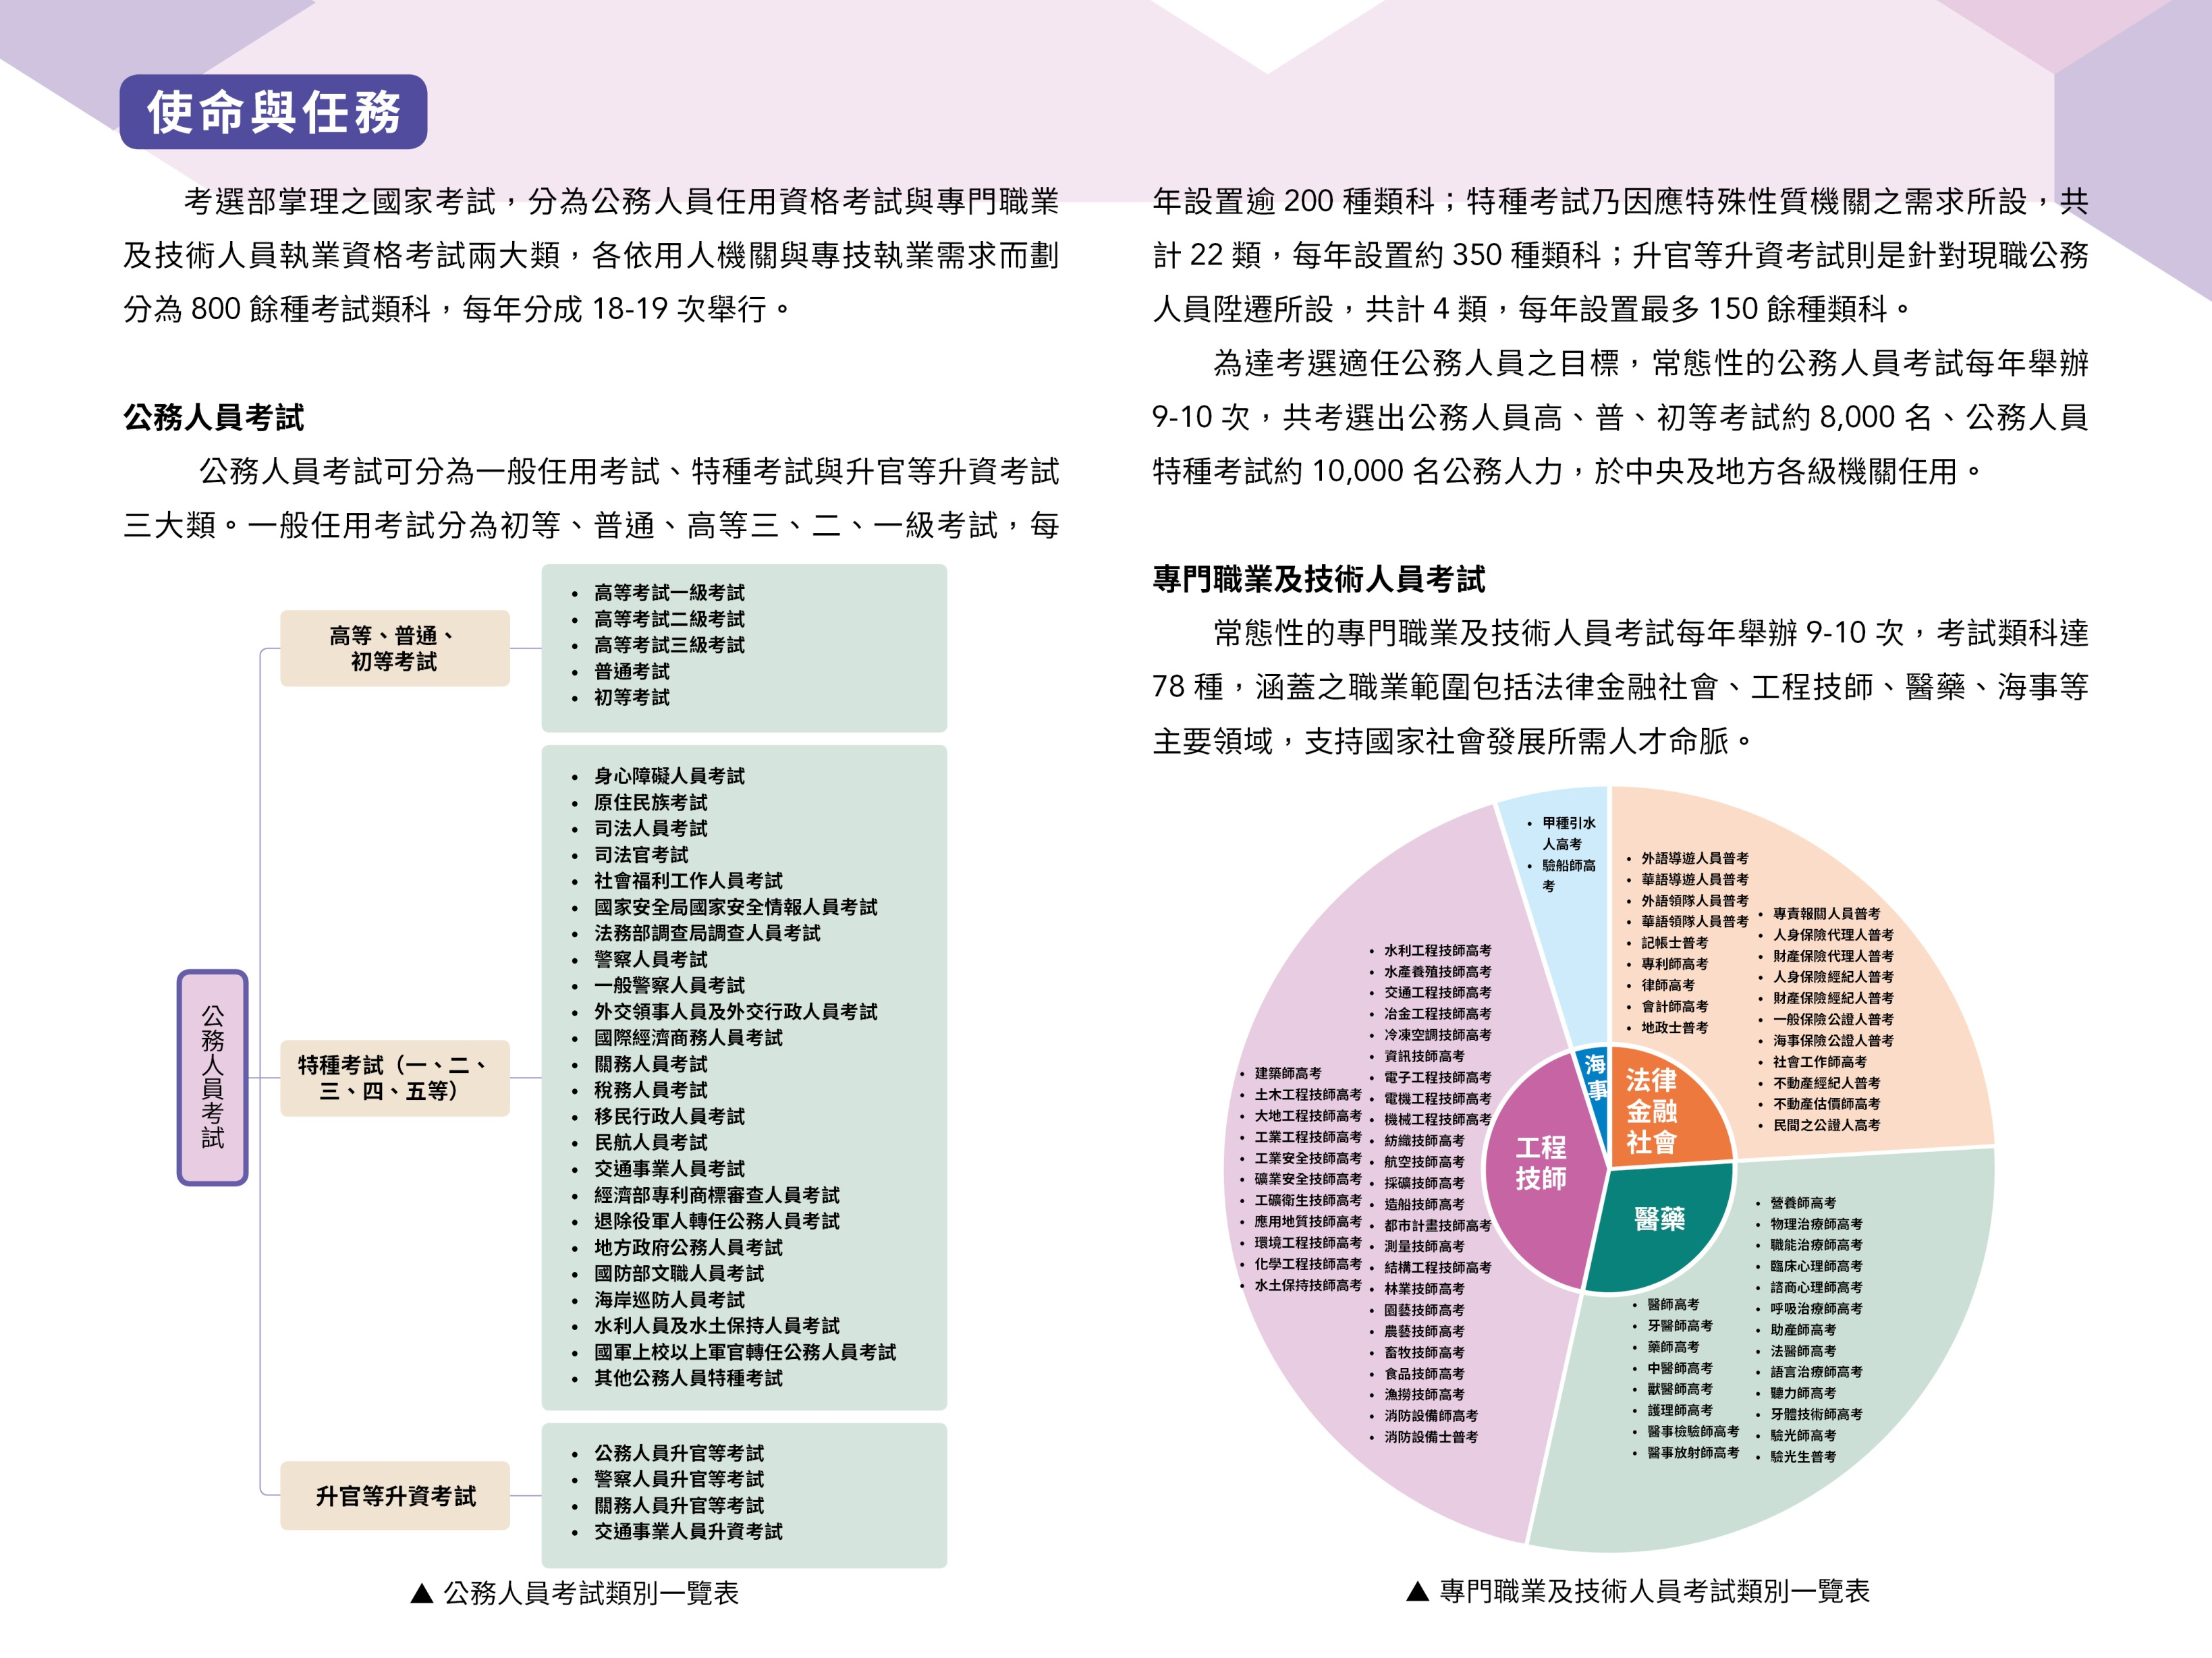 使命與任務
考選部掌理之國家考試，分為公務人員任用資格考試與專門職業
及技術人員執業資格考試兩大類，各依用人機關與專技執業需求而劃
分為 800 餘種考試類科，每年分成 18-19 次舉行。
公務人員考試
公務人員考試可分為一般任用考試、特種考試與升官等升資考試
三大類。一般任用考試分為初等、普通、高等三、二、一級考試，每
公務人員考試
高等、普通、
初等考試
• 高等考試一級考試
• 高等考試二級考試
• 高等考試三級考試
• 普通考試
• 初等考試
特種考試（一、二、
三、四、五等）
• 身心障礙人員考試
• 原住民族考試
• 司法人員考試
• 司法官考試
• 社會福利工作人員考試
• 國家安全局國家安全情報人員考試
• 法務部調查局調查人員考試
• 警察人員考試
• 一般警察人員考試
• 外交領事人員及外交行政人員考試
• 國際經濟商務人員考試
• 關務人員考試
• 稅務人員考試
• 移民行政人員考試
• 民航人員考試
• 交通事業人員考試
• 經濟部專利商標審查人員考試
• 退除役軍人轉任公務人員考試
• 地方政府公務人員考試
• 國防部文職人員考試
• 海岸巡防人員考試
• 水利人員及水土保持人員考試
• 國軍上校以上軍官轉任公務人員考試
• 其他公務人員特種考試
升官等升資考試
• 公務人員升官等考試
• 警察人員升官等考試
• 關務人員升官等考試
• 交通事業人員升資考試
▲ 公務人員考試類別一覽表
年設置逾 200 種類科；特種考試乃因應特殊性質機關之需求所設，共
計 22 類，每年設置約 350 種類科；升官等升資考試則是針對現職公務
人員陞遷所設，共計 4 類，每年設置最多 150 餘種類科。
為達考選適任公務人員之目標，常態性的公務人員考試每年舉辦
9-10 次，共考選出公務人員高、普、初等考試約 8,000 名、公務人員
特種考試約 10,000 名公務人力，於中央及地方各級機關任用。
專門職業及技術人員考試
常態性的專門職業及技術人員考試每年舉辦 9-10 次，考試類科達
78 種，涵蓋之職業範圍包括法律金融社會、工程技師、醫藥、海事等
主要領域，支持國家社會發展所需人才命脈。
海
事
• 甲種引水
人高考
• 驗船師高
考
法律
金融
社會
• 外語導遊人員普考
• 華語導遊人員普考
• 外語領隊人員普考
• 華語領隊人員普考
• 記帳士普考
• 專利師高考
• 律師高考
• 會計師高考
• 地政士普考
• 專責報關人員普考
• 人身保險代理人普考
• 財產保險代理人普考
• 人身保險經紀人普考
• 財產保險經紀人普考
• 一般保險公證人普考
• 海事保險公證人普考
• 社會工作師高考
• 不動產經紀人普考
• 不動產估價師高考
• 民間之公證人高考
工程
技師
• 建築師高考
• 土木工程技師高考
• 大地工程技師高考
• 工業工程技師高考
• 工業安全技師高考
• 礦業安全技師高考
• 工礦衛生技師高考
• 應用地質技師高考
• 環境工程技師高考
• 化學工程技師高考
• 水土保持技師高考
• 水利工程技師高考
• 水產養殖技師高考
• 交通工程技師高考
• 冶金工程技師高考
• 冷凍空調技師高考
• 資訊技師高考
• 電子工程技師高考
• 電機工程技師高考
• 機械工程技師高考
• 紡織技師高考
• 航空技師高考
• 採礦技師高考
• 造船技師高考
• 都市計畫技師高考
• 測量技師高考
• 結構工程技師高考
• 林業技師高考
• 園藝技師高考
• 農藝技師高考
• 畜牧技師高考
• 食品技師高考
• 漁撈技師高考
• 消防設備師高考
• 消防設備士普考
醫藥
• 醫師高考
• 牙醫師高考
• 藥師高考
• 中醫師高考
• 獸醫師高考
• 護理師高考
• 醫事檢驗師高考
• 醫事放射師高考
• 營養師高考
• 物理治療師高考
• 職能治療師高考
• 臨床心理師高考
• 諮商心理師高考
• 呼吸治療師高考
• 助產師高考
• 法醫師高考
• 語言治療師高考
• 聽力師高考
• 牙體技術師高考
• 驗光師高考
• 驗光生普考
▲ 專門職業及技術人員考試類別一覽表